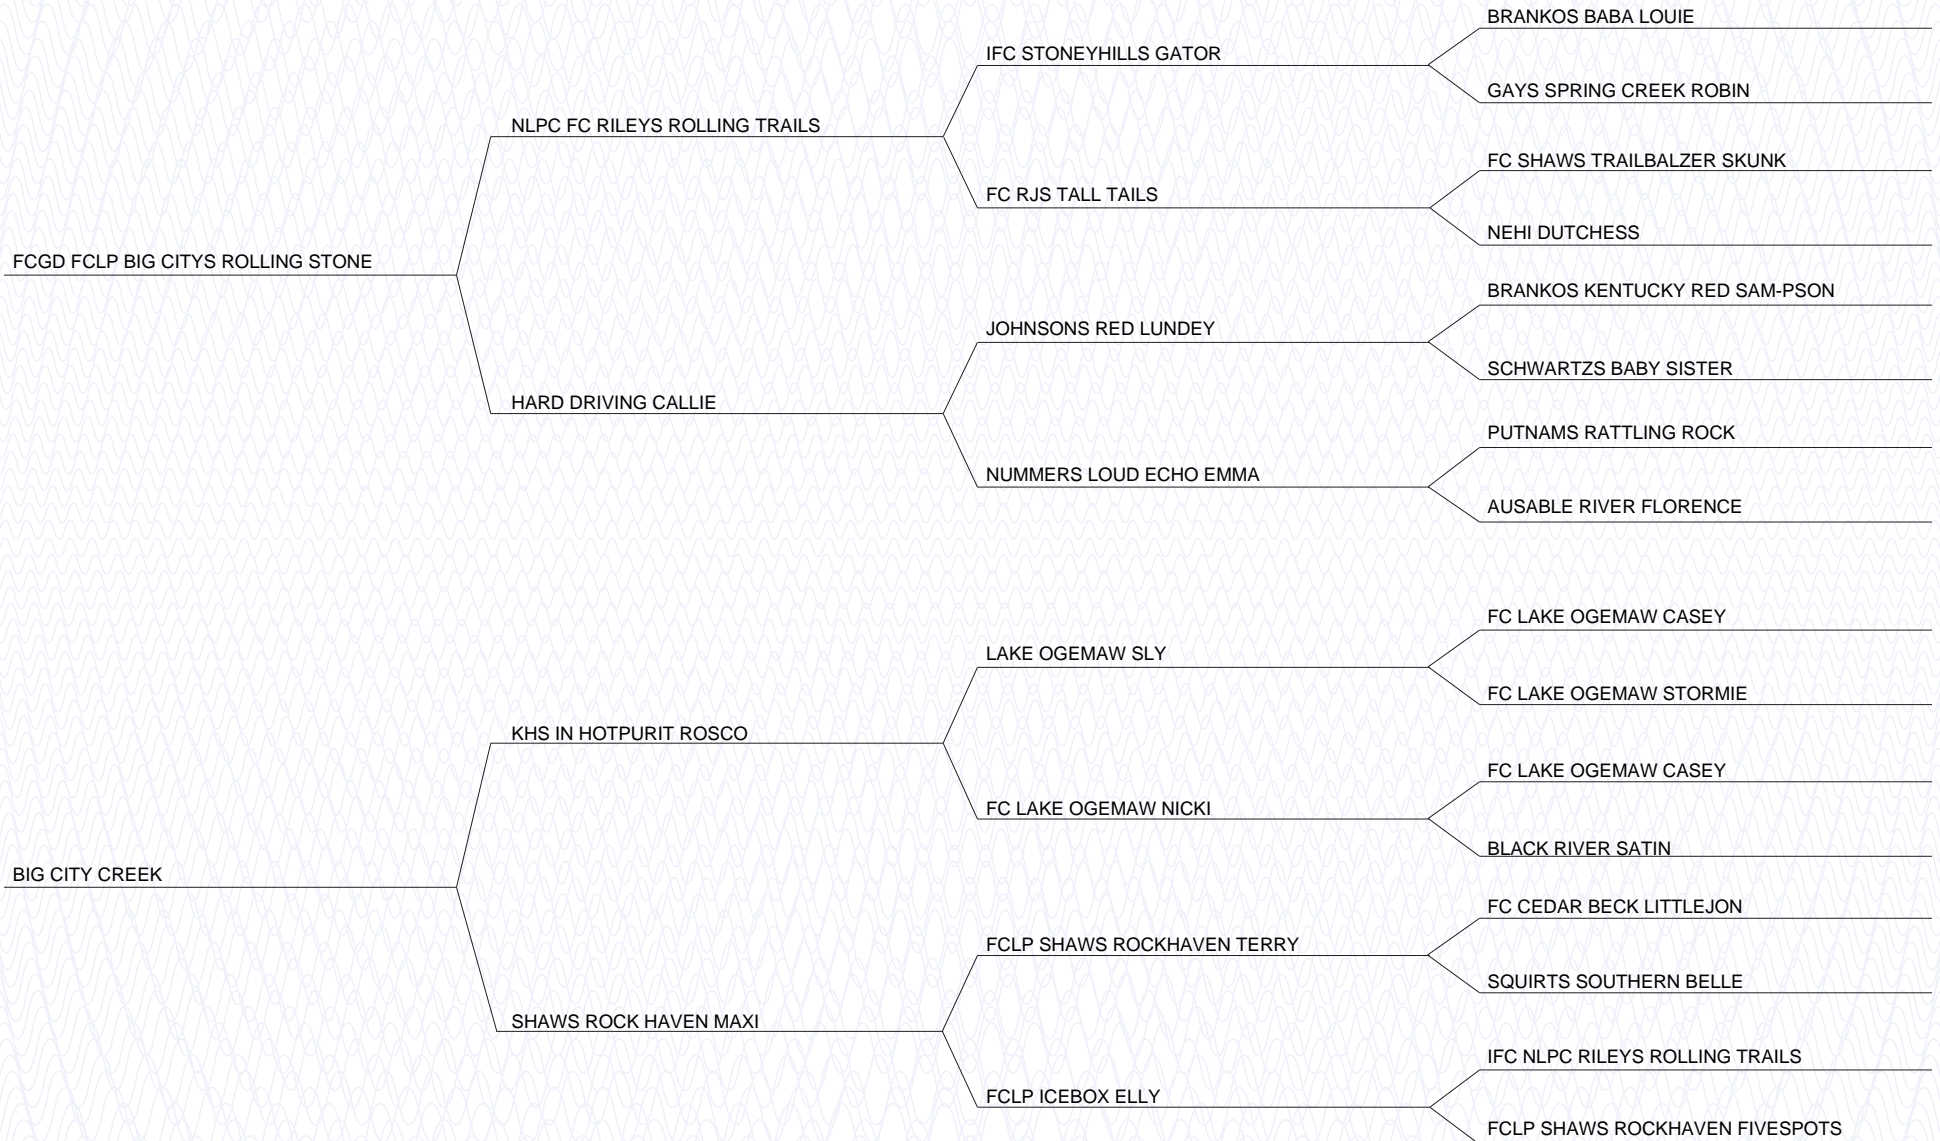 BRANKOS BABA LOUIE
IFC STONEYHILLS GATOR
GAYS SPRING CREEK ROBIN
NLPC FC RILEYS ROLLING TRAILS
FC SHAWS TRAILBALZER SKUNK
FC RJS TALL TAILS
NEHI DUTCHESS
FCGD FCLP BIG CITYS ROLLING STONE
BRANKOS KENTUCKY RED SAM-PSON
JOHNSONS RED LUNDEY
SCHWARTZS BABY SISTER
HARD DRIVING CALLIE
PUTNAMS RATTLING ROCK
NUMMERS LOUD ECHO EMMA
AUSABLE RIVER FLORENCE
FC LAKE OGEMAW CASEY
LAKE OGEMAW SLY
FC LAKE OGEMAW STORMIE
KHS IN HOTPURIT ROSCO
FC LAKE OGEMAW CASEY
FC LAKE OGEMAW NICKI
BLACK RIVER SATIN
BIG CITY CREEK
FC CEDAR BECK LITTLEJON
FCLP SHAWS ROCKHAVEN TERRY
SQUIRTS SOUTHERN BELLE
SHAWS ROCK HAVEN MAXI
IFC NLPC RILEYS ROLLING TRAILS
FCLP ICEBOX ELLY
FCLP SHAWS ROCKHAVEN FIVESPOTS